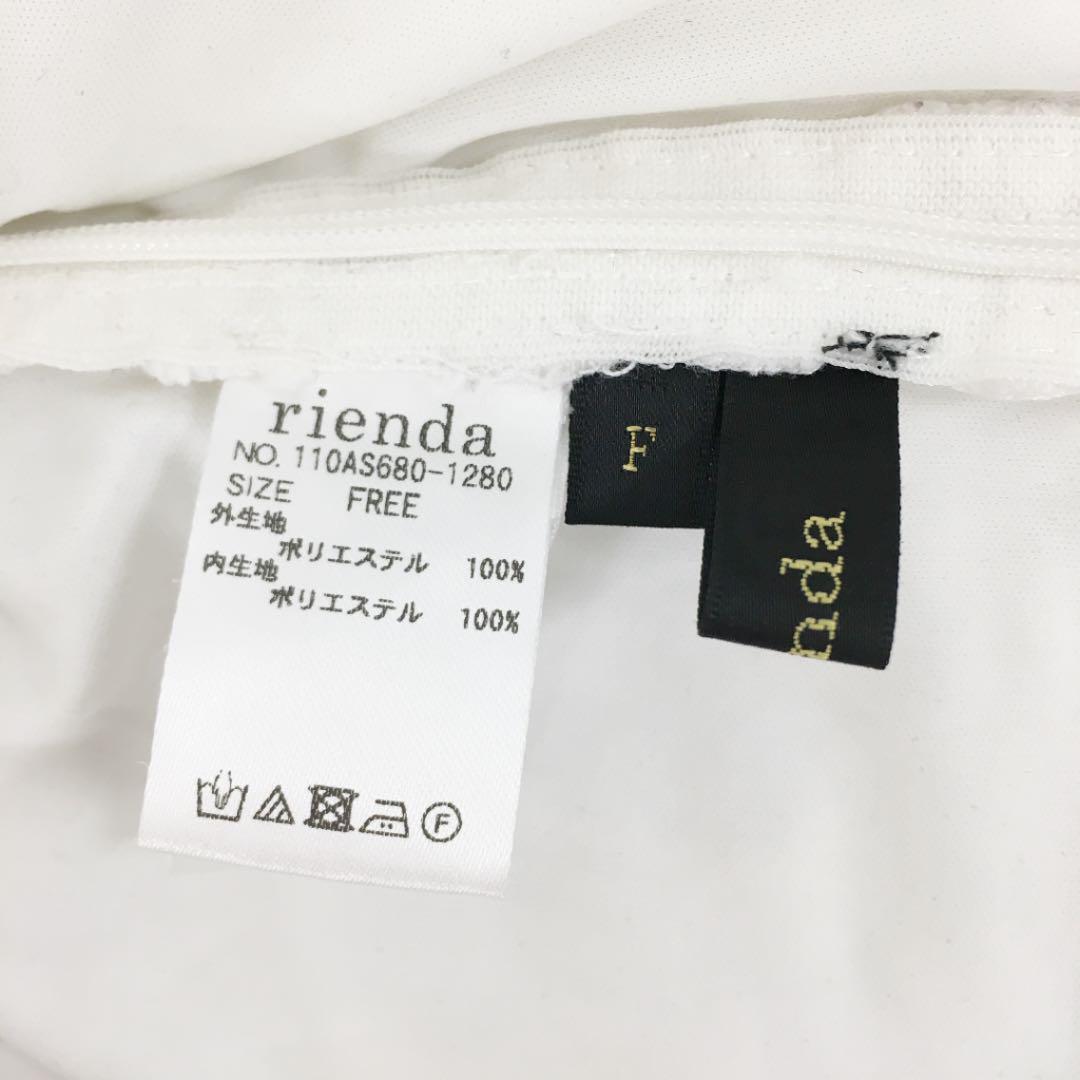 rienda
NO. 110AS680-1280
SIZE FREE
外生地
ポリエステル 100%
内生地
ポリエステル 100%
F
F
nda